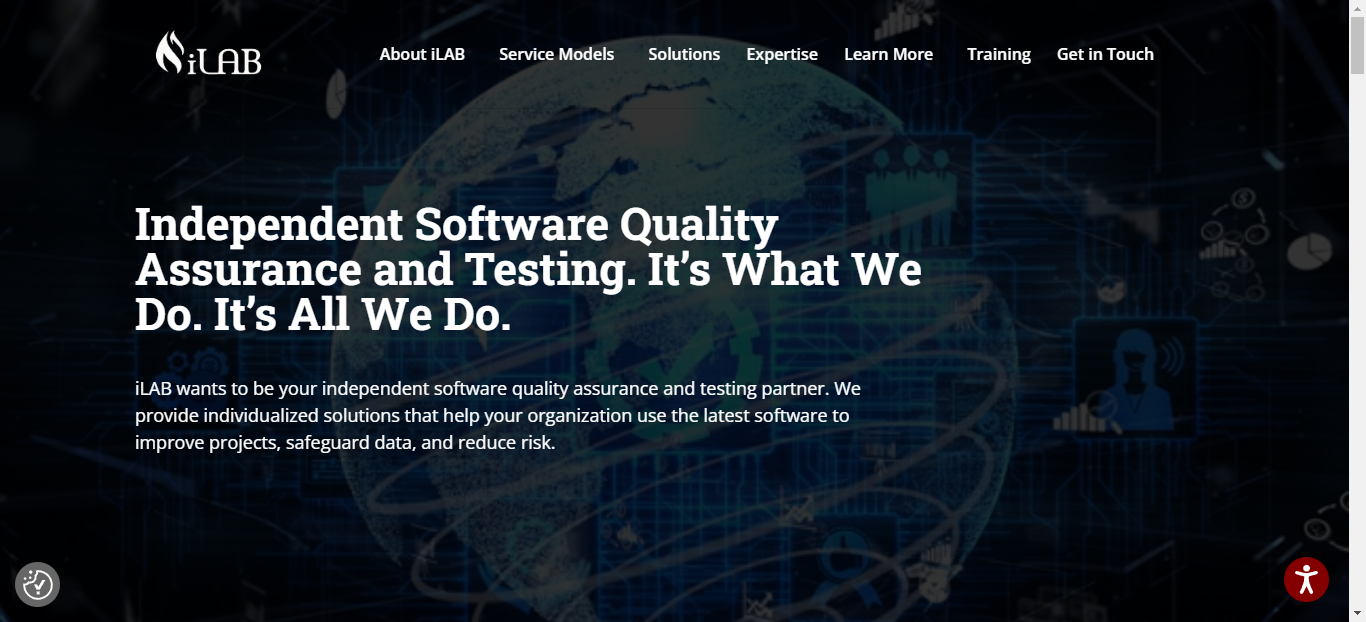 iLAB
About iLAB
Service Models
Solutions
Expertise
Learn More
Training
Get in Touch
Independent Software Quality
Assurance and Testing. It’s What We
Do. It’s All We Do.
iLAB wants to be your independent software quality assurance and testing partner. We
provide individualized solutions that help your organization use the latest software to
improve projects, safeguard data, and reduce risk.